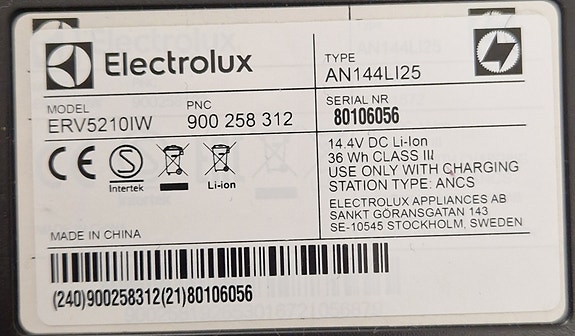 Electrolux
TYPE
AN144LI25
MODEL
ERV5210IW
PNC
900 258 312
SERIAL NR
80106056
CE
S
Intertek
Li-ion
14.4V DC Li-Ion
36 Wh CLASS III
USE ONLY WITH CHARGING
STATION TYPE: ANCS
ELECTROLUX APPLIANCES AB
SANKT GÖRANSGATAN 143
SE-10545 STOCKHOLM, SWEDEN
MADE IN CHINA
(240)900258312(21)80106056